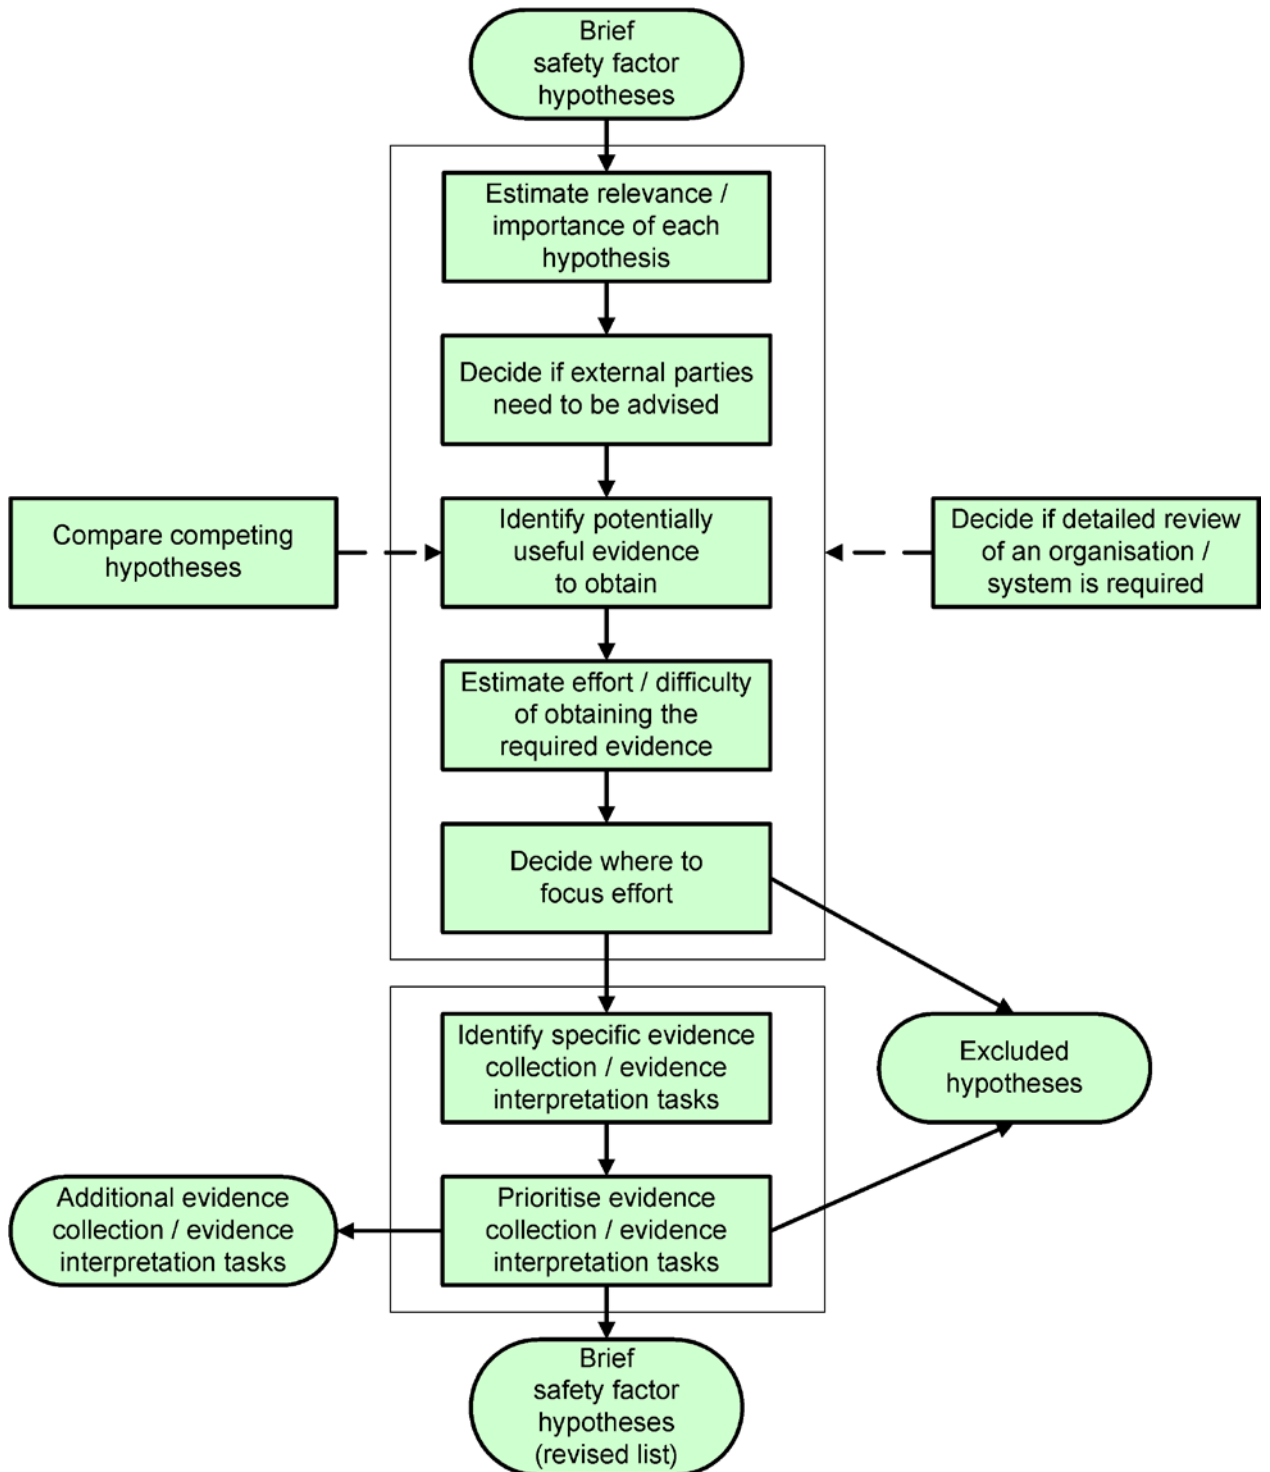 Brief
safety factor
hypotheses
Estimate relevance /
importance of each
hypothesis
Decide if external parties
need to be advised
Compare competing
hypotheses
Identify potentially
useful evidence
to obtain
Decide if detailed review
of an organisation /
system is required
Estimate effort / difficulty
of obtaining the
required evidence
Decide where to
focus effort
Identify specific evidence
collection / evidence
interpretation tasks
Excluded
hypotheses
Additional evidence
collection / evidence
interpretation tasks
Prioritise evidence
collection / evidence
interpretation tasks
Brief
safety factor
hypotheses
(revised list)